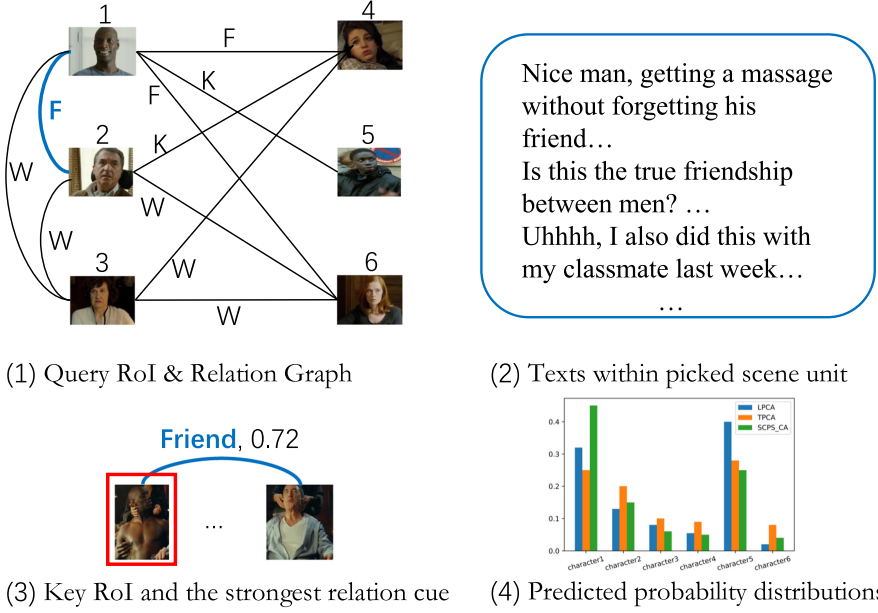 1
4
F
F
K
F
2
5
K
W
W
W
3
6
W
W
Nice man, getting a massage
without forgetting his
friend…
Is this the true friendship
between men? …
Uhhhh, I also did this with
my classmate last week…
…
(1) Query RoI & Relation Graph
(2) Texts within picked scene unit
Friend, 0.72
...
(3) Key RoI and the strongest relation cue
LPCA
TPCA
SCPS_CA
0.4
0.3
0.2
0.1
0.0
character1
character2
character3
character4
character5
character6
(4) Predicted probability distributions